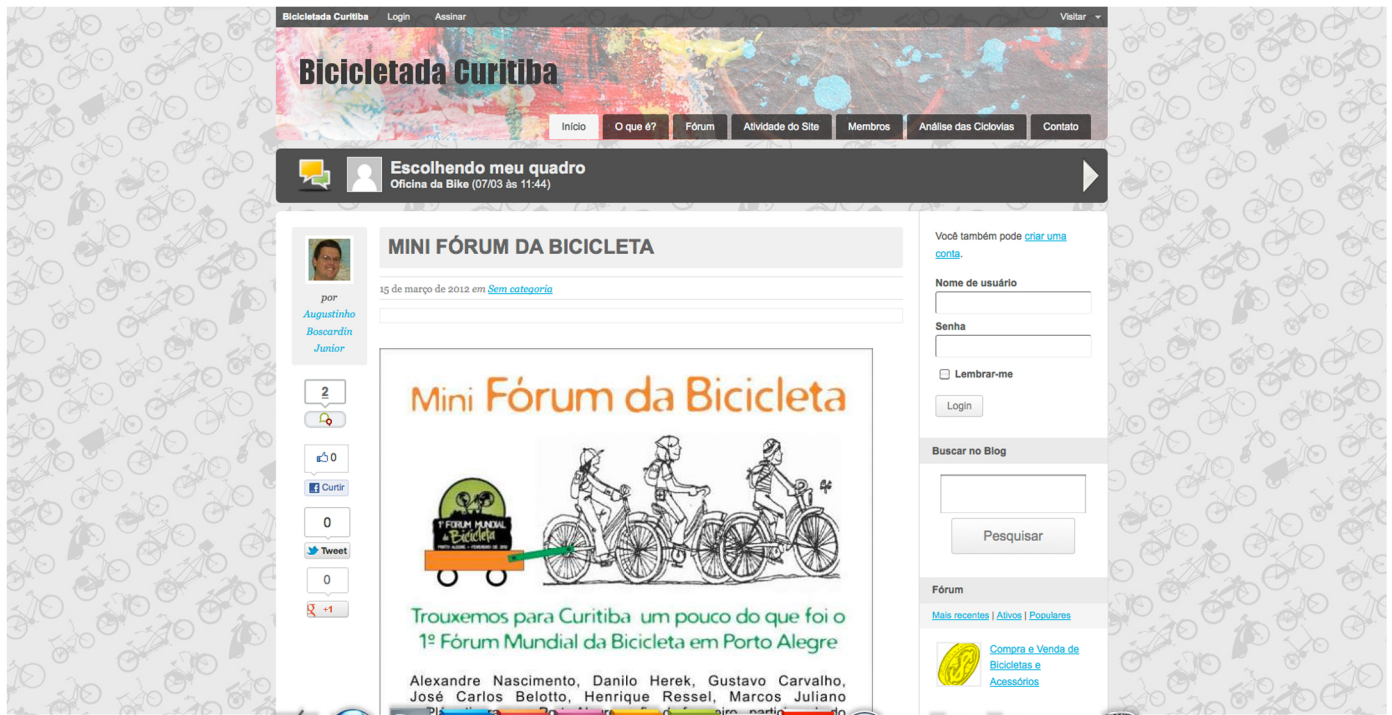 Bicicletada Curitiba Login Assinar Visitar
Bicicletada Curitiba
Início O que é? Fórum Atividade do Site Membros Análise das Ciclovias Contato
Escolhendo meu quadro
Oficina da Bike (07/03 às 11:44)
por
Augustinho
Boscardin
Junior
2
0
Curtir
0
Tweet
0
+1
MINI FÓRUM DA BICICLETA
15 de março de 2012 em Sem categoria
Mini Fórum da Bicicleta
1º FORUM MUNDIAL
da Bicicleta
PORTO ALEGRE - FEVEREIRO DE 2012
Trouxemos para Curitiba um pouco do que foi o
1º Fórum Mundial da Bicicleta em Porto Alegre
Alexandre Nascimento, Danilo Herek, Gustavo Carvalho,
José Carlos Belotto, Henrique Ressel, Marcos Juliano
Você também pode criar uma
conta.
Nome de usuário
Senha
Lembrar-me
Login
Buscar no Blog
Pesquisar
Fórum
Mais recentes | Ativos | Populares
Compra e Venda de
Bicicletas e
Acessórios